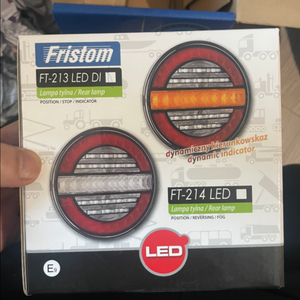 Fristom
FT-213 LED DI
Lampa tylna / Rear lamp
POSITION / STOP / INDICATOR
dynamiczny kierunkowskaz
dynamic indicator
FT-214 LED
Lampa tylna / Rear lamp
POSITION / REVERSING / FOG
LED